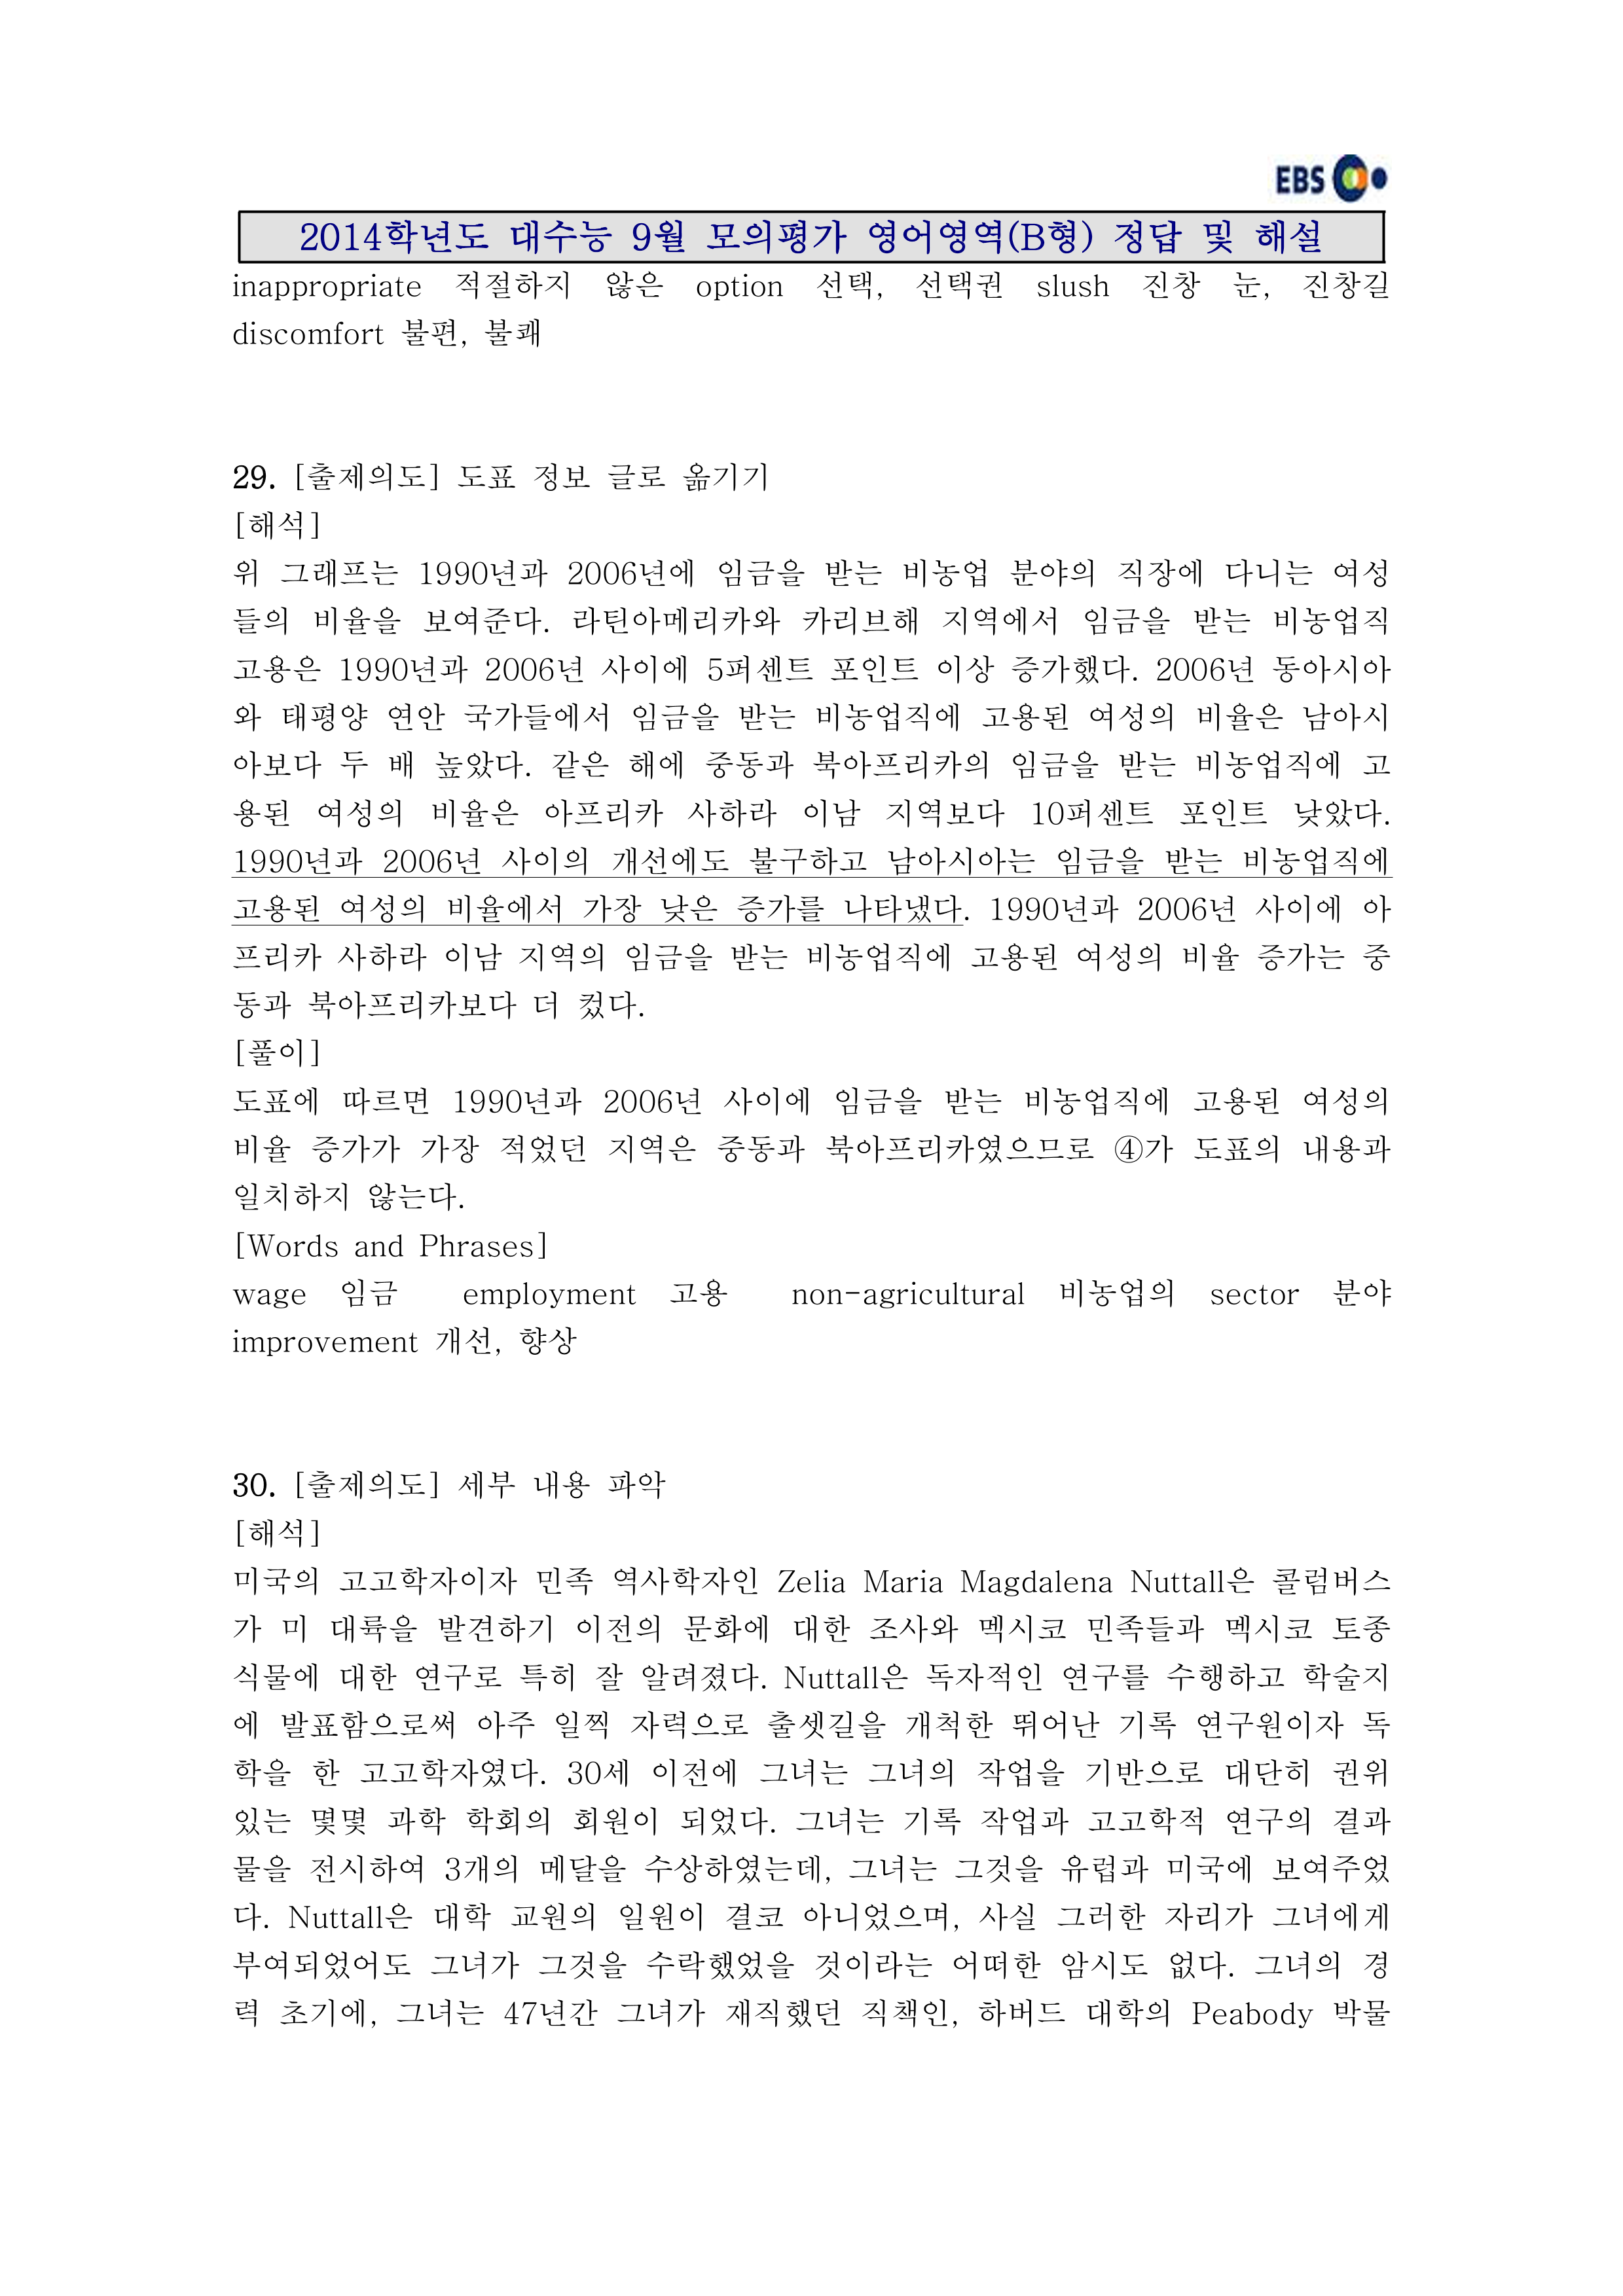 EBS
2014학년도 대수능 9월 모의평가 영어영역(B형) 정답 및 해설
inappropriate 적절하지 않은 option 선택, 선택권 slush 진창 눈, 진창길
discomfort 불편, 불쾌
29. [출제의도] 도표 정보 글로 옮기기
[해석]
위 그래프는 1990년과 2006년에 임금을 받는 비농업 분야의 직장에 다니는 여성
들의 비율을 보여준다. 라틴아메리카와 카리브해 지역에서 임금을 받는 비농업직
고용은 1990년과 2006년 사이에 5퍼센트 포인트 이상 증가했다. 2006년 동아시아
와 태평양 연안 국가들에서 임금을 받는 비농업직에 고용된 여성의 비율은 남아시
아보다 두 배 높았다. 같은 해에 중동과 북아프리카의 임금을 받는 비농업직에 고
용된 여성의 비율은 아프리카 사하라 이남 지역보다 10퍼센트 포인트 낮았다.
1990년과 2006년 사이의 개선에도 불구하고 남아시아는 임금을 받는 비농업직에
고용된 여성의 비율에서 가장 낮은 증가를 나타냈다. 1990년과 2006년 사이에 아
프리카 사하라 이남 지역의 임금을 받는 비농업직에 고용된 여성의 비율 증가는 중
동과 북아프리카보다 더 컸다.
[풀이]
도표에 따르면 1990년과 2006년 사이에 임금을 받는 비농업직에 고용된 여성의
비율 증가가 가장 적었던 지역은 중동과 북아프리카였으므로 ④가 도표의 내용과
일치하지 않는다.
[Words and Phrases]
wage 임금 employment 고용 non-agricultural 비농업의 sector 분야
improvement 개선, 향상
30. [출제의도] 세부 내용 파악
[해석]
미국의 고고학자이자 민족 역사학자인 Zelia Maria Magdalena Nuttall은 콜럼버스
가 미 대륙을 발견하기 이전의 문화에 대한 조사와 멕시코 민족들과 멕시코 토종
식물에 대한 연구로 특히 잘 알려졌다. Nuttall은 독자적인 연구를 수행하고 학술지
에 발표함으로써 아주 일찍 자력으로 출셋길을 개척한 뛰어난 기록 연구원이자 독
학을 한 고고학자였다. 30세 이전에 그녀는 그녀의 작업을 기반으로 대단히 권위
있는 몇몇 과학 학회의 회원이 되었다. 그녀는 기록 작업과 고고학적 연구의 결과
물을 전시하여 3개의 메달을 수상하였는데, 그녀는 그것을 유럽과 미국에 보여주었
다. Nuttall은 대학 교원의 일원이 결코 아니었으며, 사실 그러한 자리가 그녀에게
부여되었어도 그녀가 그것을 수락했었을 것이라는 어떠한 암시도 없다. 그녀의 경
력 초기에, 그녀는 47년간 그녀가 재직했던 직책인, 하버드 대학의 Peabody 박물